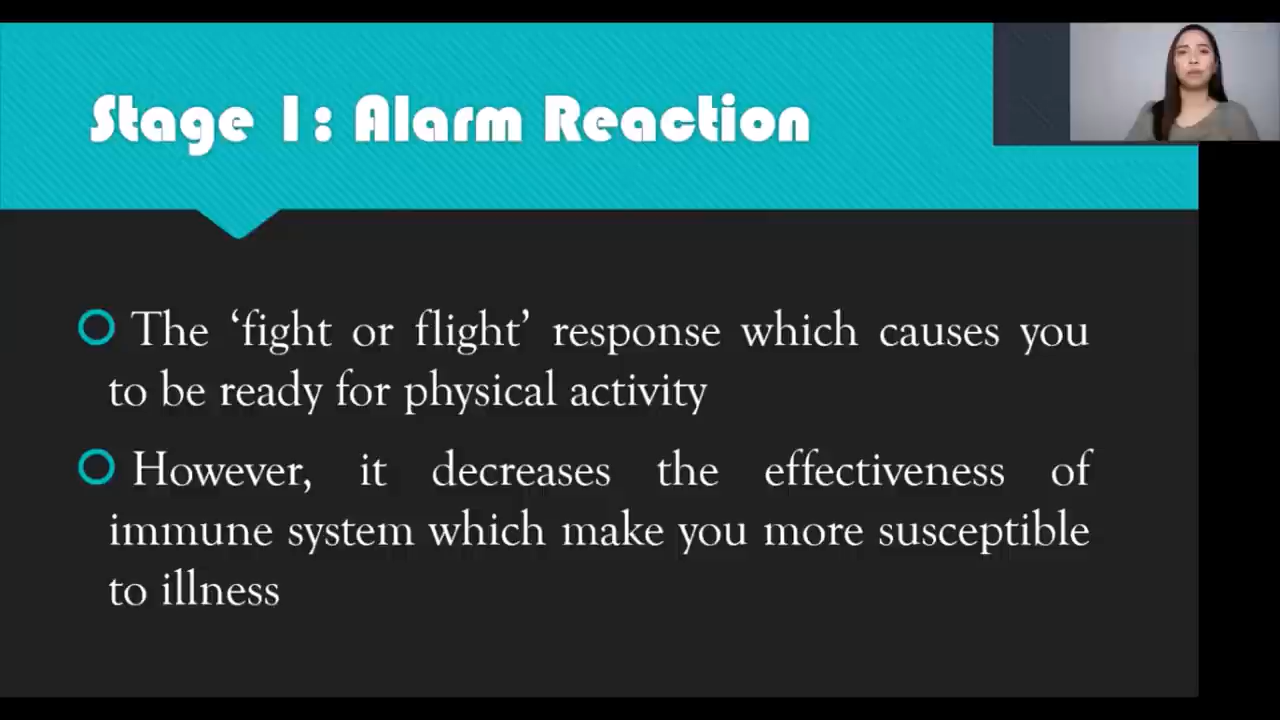 Stage 1: Alarm Reaction
The ‘fight or flight’ response which causes you
to be ready for physical activity
However, it decreases the effectiveness of
immune system which make you more susceptible
to illness